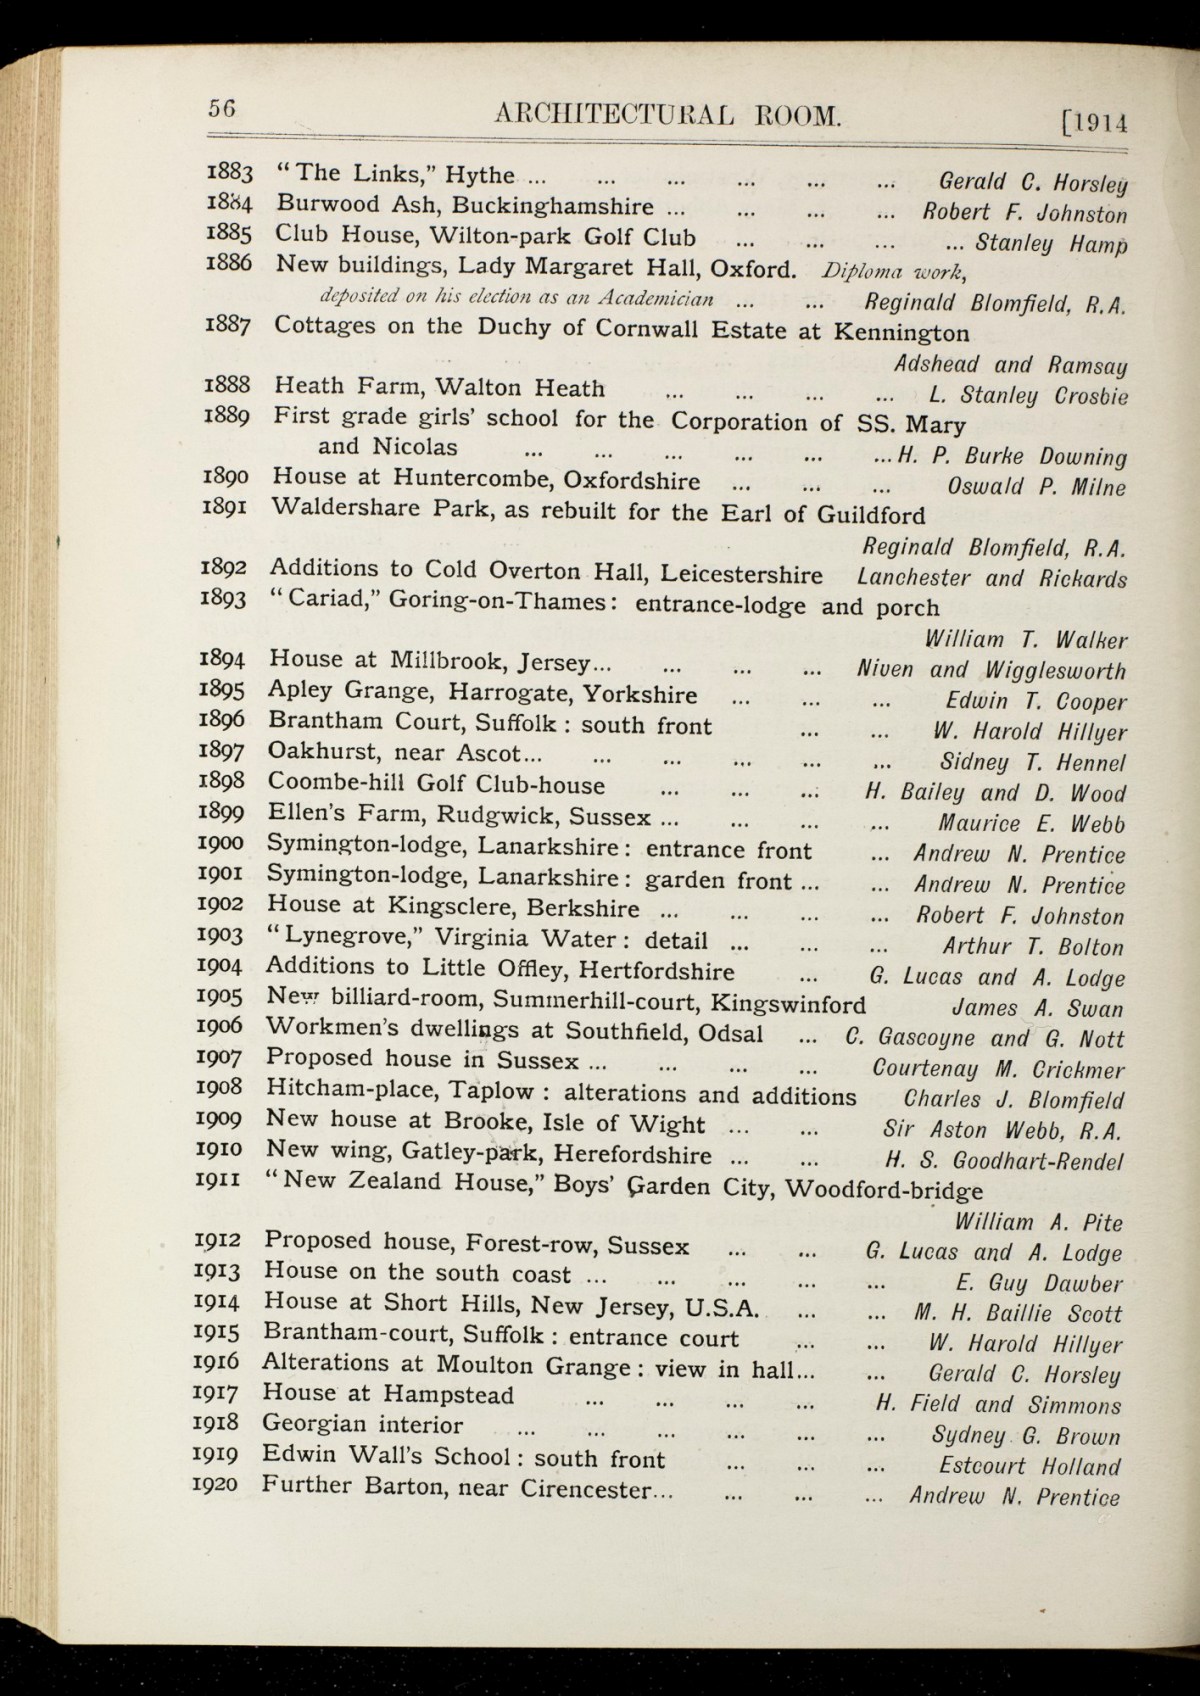 56 ARCHITECTURAL ROOM. [1914
1883 “The Links,” Hythe ... ... ... ... ... ... Gerald C. Horsley
1884 Burwood Ash, Buckinghamshire ... ... ... ... Robert F. Johnston
1885 Club House, Wilton-park Golf Club ... ... ... ... Stanley Hamp
1886 New buildings, Lady Margaret Hall, Oxford. Diploma work,
deposited on his election as an Academician ... ... Reginald Blomfield, R.A.
1887 Cottages on the Duchy of Cornwall Estate at Kennington
Adshead and Ramsay
1888 Heath Farm, Walton Heath ... ... ... ... L. Stanley Crosbie
1889 First grade girls’ school for the Corporation of SS. Mary
and Nicolas ... ... ... ... ... ... H. P. Burke Downing
1890 House at Huntercombe, Oxfordshire ... ... ... Oswald P. Milne
1891 Waldershare Park, as rebuilt for the Earl of Guildford
Reginald Blomfield, R.A.
1892 Additions to Cold Overton Hall, Leicestershire Lanchester and Rickards
1893 “Cariad,” Goring-on-Thames: entrance-lodge and porch
William T. Walker
1894 House at Millbrook, Jersey... ... ... ... Niven and Wigglesworth
1895 Apley Grange, Harrogate, Yorkshire ... ... ... Edwin T. Cooper
1896 Brantham Court, Suffolk : south front ... ... W. Harold Hillyer
1897 Oakhurst, near Ascot... ... ... ... ... ... Sidney T. Hennel
1898 Coombe-hill Golf Club-house ... ... ... H. Bailey and D. Wood
1899 Ellen’s Farm, Rudgwick, Sussex ... ... ... ... Maurice E. Webb
1900 Symington-lodge, Lanarkshire : entrance front ... Andrew N. Prentice
1901 Symington-lodge, Lanarkshire : garden front ... ... Andrew N. Prentice
1902 House at Kingsclere, Berkshire ... ... ... ... Robert F. Johnston
1903 “Lynegrove,” Virginia Water : detail ... ... ... Arthur T. Bolton
1904 Additions to Little Offley, Hertfordshire ... G. Lucas and A. Lodge
1905 New billiard-room, Summerhill-court, Kingswinford James A. Swan
1906 Workmen’s dwellings at Southfield, Odsal ... C. Gascoyne and G. Nott
1907 Proposed house in Sussex ... ... ... ... Courtenay M. Crickmer
1908 Hitcham-place, Taplow : alterations and additions Charles J. Blomfield
1909 New house at Brooke, Isle of Wight ... ... Sir Aston Webb, R.A.
1910 New wing, Gatley-park, Herefordshire ... ... H. S. Goodhart-Rendel
1911 “New Zealand House,” Boys’ Garden City, Woodford-bridge
William A. Pite
1912 Proposed house, Forest-row, Sussex ... ... G. Lucas and A. Lodge
1913 House on the south coast ... ... ... ... ... E. Guy Dawber
1914 House at Short Hills, New Jersey, U.S.A. ... ... M. H. Baillie Scott
1915 Brantham-court, Suffolk : entrance court ... ... W. Harold Hillyer
1916 Alterations at Moulton Grange : view in hall... ... Gerald C. Horsley
1917 House at Hampstead ... ... ... ... H. Field and Simmons
1918 Georgian interior ... ... ... ... ... ... Sydney G. Brown
1919 Edwin Wall’s School : south front ... ... ... Estcourt Holland
1920 Further Barton, near Cirencester... ... ... ... Andrew N. Prentice